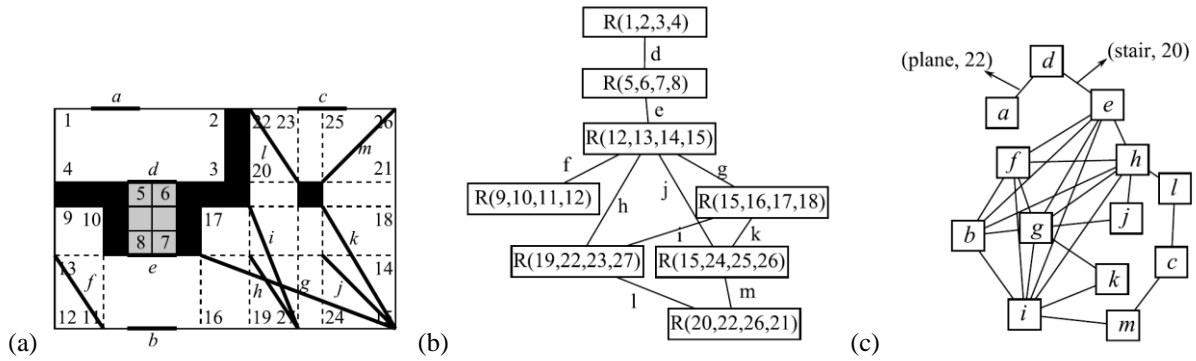 a c
1 2 22 23 25 26
l m
4 d 3 20 21
5 6
9 10 17 18
i k
8 7
13 f e h g j 14
12 11 16 19 27 24 15
b
(a)
R(1,2,3,4)
d
R(5,6,7,8)
e
R(12,13,14,15)
f g
h j
R(9,10,11,12) R(15,16,17,18)
i k
R(19,22,23,27) R(15,24,25,26)
l m
R(20,22,26,21)
(b)
(plane, 22) d (stair, 20)
a e
f h
l
j
b g
c
k
i m
(c)